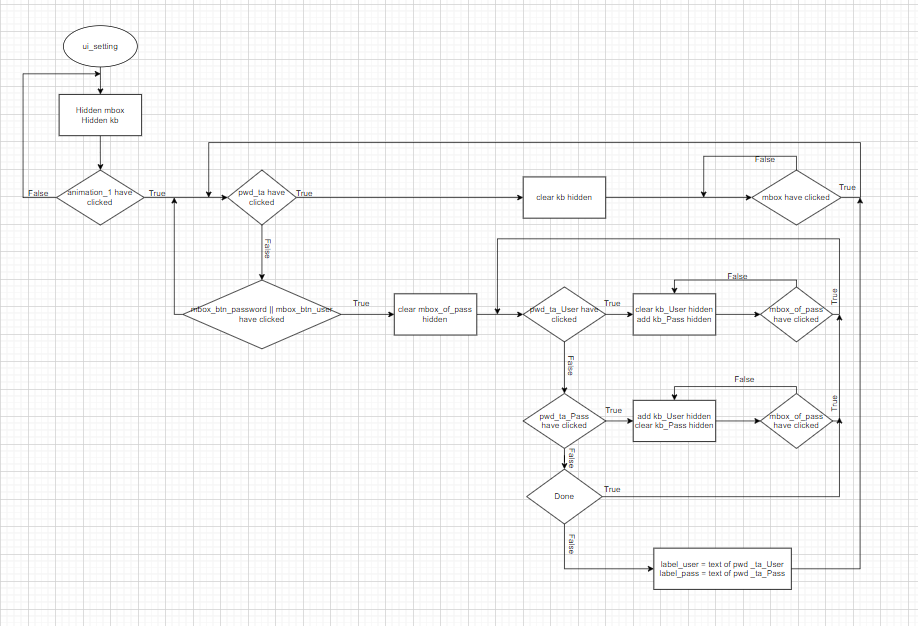 ui_setting
Hidden mbox
Hidden kb
animation_1 have
clicked
False
True
pwd_ta have
clicked
True
False
clear kb hidden
False
mbox have clicked
True
mbox_btn_password || mbox_btn_user
have clicked
True
clear mbox_of_pass
hidden
pwd_ta_User have
clicked
True
False
clear kb_User hidden
add kb_Pass hidden
False
mbox_of_pass
have clicked
True
pwd_ta_Pass
have clicked
True
False
add kb_User hidden
clear kb_Pass hidden
False
mbox_of_pass
have clicked
True
Done
True
False
label_user = text of pwd _ta_User
label_pass = text of pwd _ta_Pass